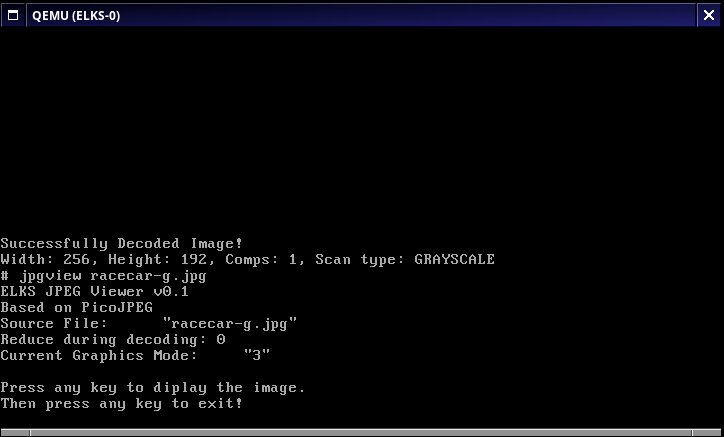 QEMU (ELKS-0)
Successfully Decoded Image!
Width: 256, Height: 192, Comps: 1, Scan type: GRAYSCALE
# jpgview racecar-g.jpg
ELKS JPEG Viewer v0.1
Based on PicoJPEG
Source File:      "racecar-g.jpg"
Reduce during decoding: 0
Current Graphics Mode:     "3"
Press any key to diplay the image.
Then press any key to exit!